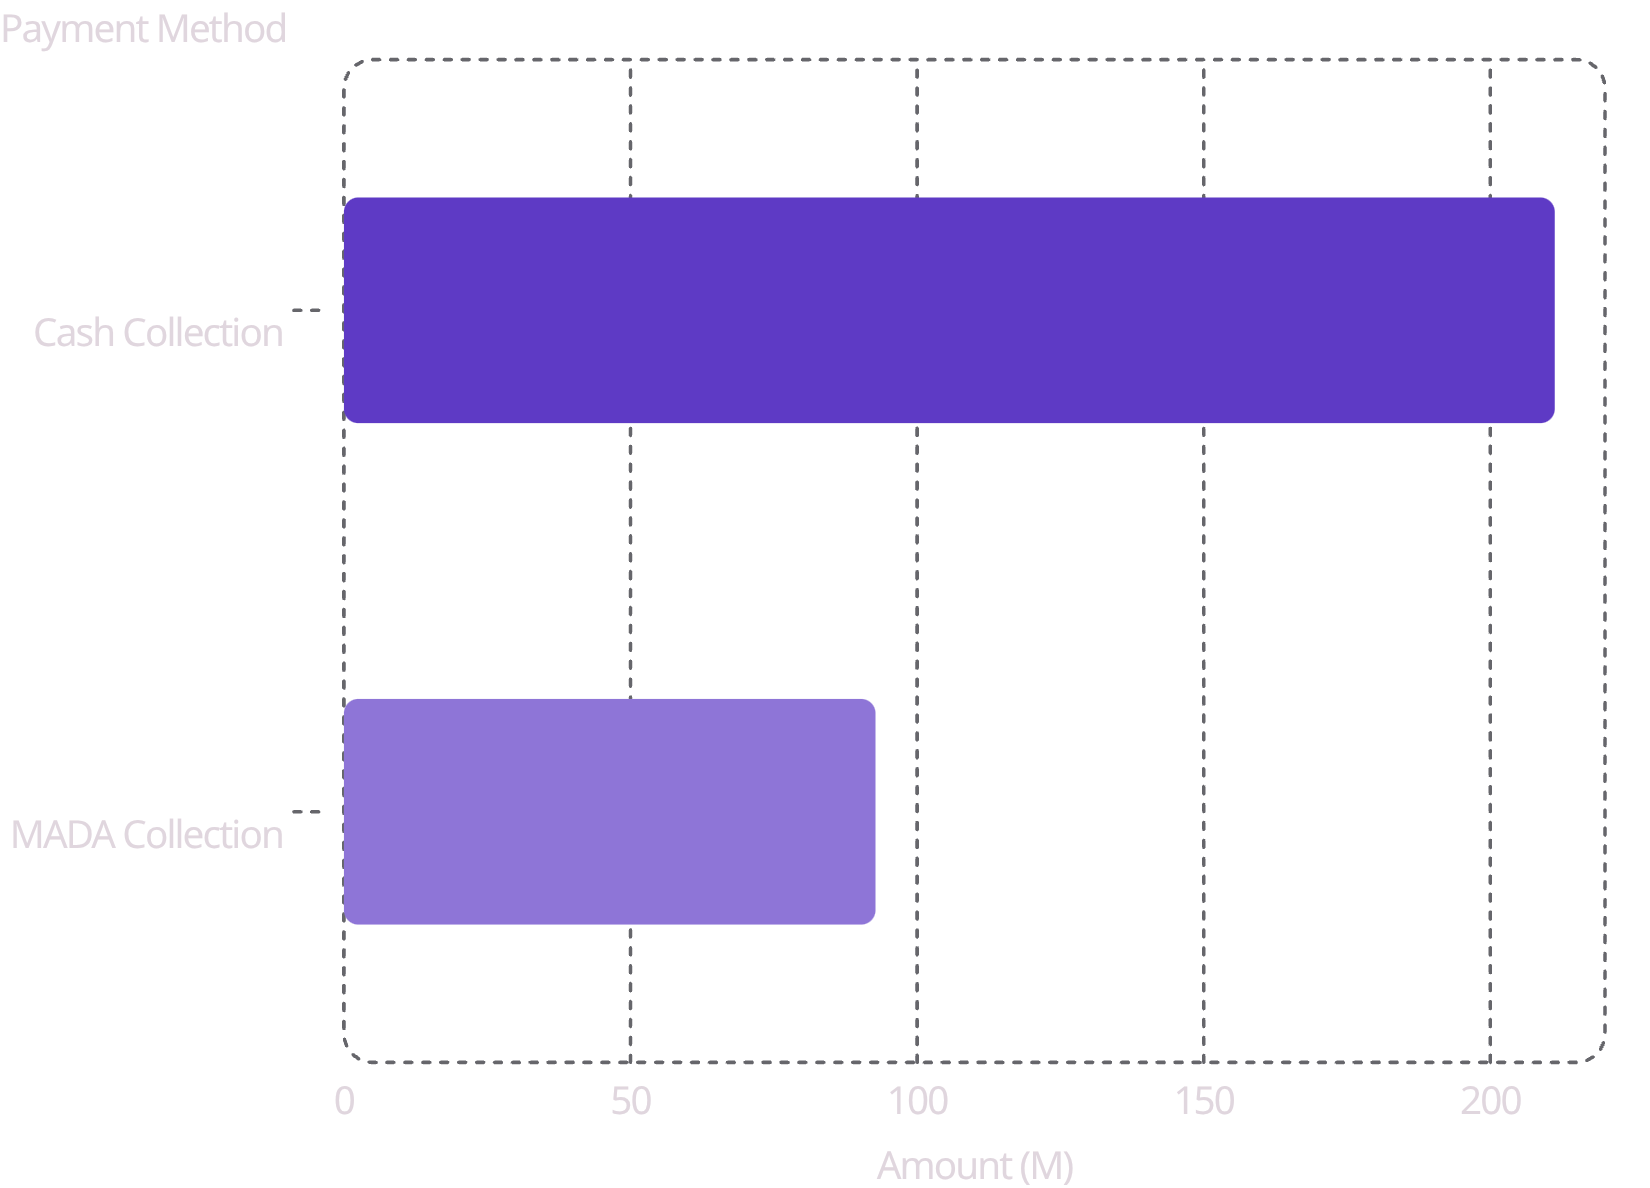 Payment Method
Cash Collection
MADA Collection
0 50 100 150 200
Amount (M)